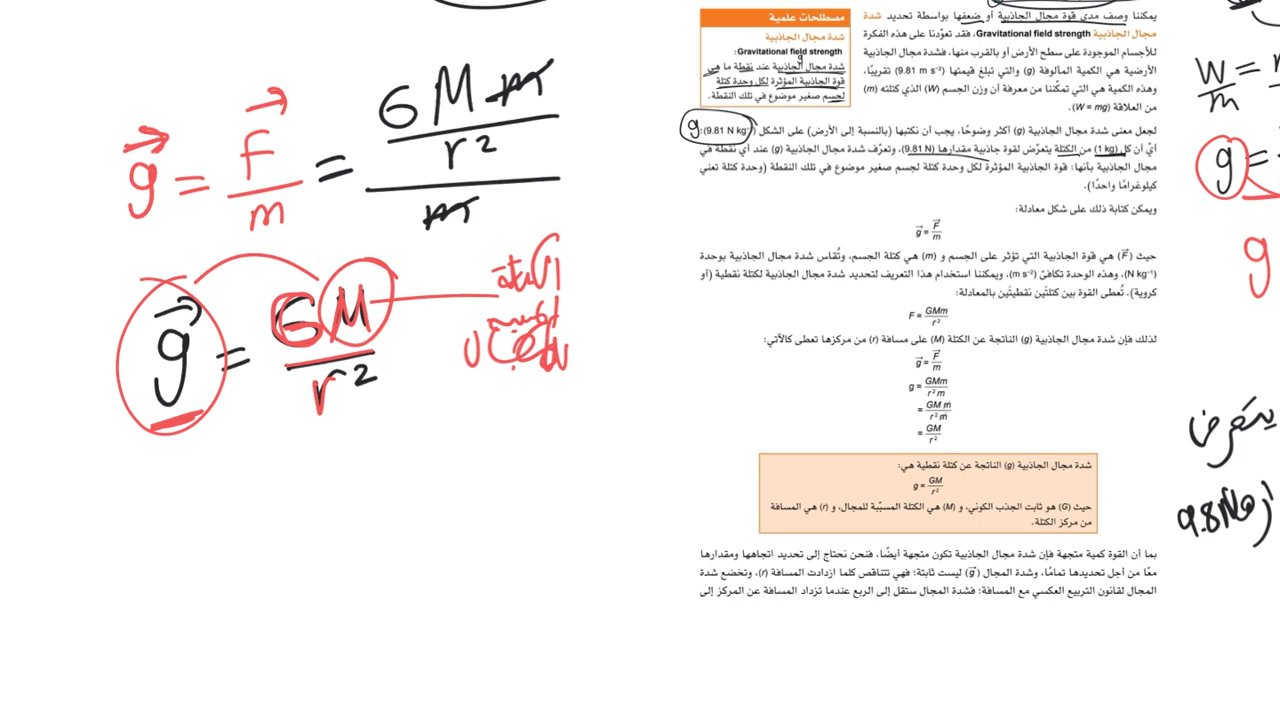 يمكننا وصف مدى قوة مجال الجاذبية أو ضعفها بواسطة تحديد شدة
مجال الجاذبية Gravitational field strength، فقد تعوّدنا على هذه الفكرة
للأجسام الموجودة على سطح الأرض أو بالقرب منها، فشدة مجال الجاذبية
الأرضية هي الكمية المألوفة (g) والتي تبلغ قيمتها (9.81 m s⁻²) تقريبًا،
وهذه الكمية هي التي تمكّننا من معرفة أن وزن الجسم (W) الذي كتلته (m)
من العلاقة (W = mg).
مصطلحات علمية
شدة مجال الجاذبية
Gravitational field strength:
شدة مجال الجاذبية عند نقطة ما هي
قوة الجاذبية المؤثرة لكل وحدة كتلة
لجسم صغير موضوع في تلك النقطة.
g
لجعل معنى شدة مجال الجاذبية (g) أكثر وضوحًا، يجب أن نكتبها (بالنسبة إلى الأرض) على الشكل (9.81 N kg⁻¹):
أيّ أن كل (1 kg) من الكتلة يتعرّض لقوة جاذبية مقدارها (9.81 N)، وتعرّف شدة مجال الجاذبية (g) عند أي نقطة في
مجال الجاذبية بأنها: قوة الجاذبية المؤثرة لكل وحدة كتلة لجسم صغير موضوع في تلك النقطة (وحدة كتلة تعني
كيلوغرامًا واحدًا).
ويمكن كتابة ذلك على شكل معادلة:
g⃗ = F⃗/m
حيث (F⃗) هي قوة الجاذبية التي تؤثر على الجسم و (m) هي كتلة الجسم، وتُقاس شدة مجال الجاذبية بوحدة
(N kg⁻¹)، وهذه الوحدة تكافئ (m s⁻²)، ويمكننا استخدام هذا التعريف لتحديد شدة مجال الجاذبية لكتلة نقطية (أو
كروية). تُعطى القوة بين كتلتَين نقطيتَين بالمعادلة:
F = GMm/r²
لذلك فإن شدة مجال الجاذبية (g) الناتجة عن الكتلة (M) على مسافة (r) من مركزها تعطى كالآتي:
g⃗ = F⃗/m
g = GMm/r² m
= GM m/r² m
= GM/r²
شدة مجال الجاذبية (g) الناتجة عن كتلة نقطية هي:
g = GM/r²
حيث (G) هو ثابت الجذب الكوني، و (M) هي الكتلة المسبّبة للمجال، و (r) هي المسافة
من مركز الكتلة.
بما أن القوة كمية متجهة فإن شدة مجال الجاذبية تكون متجهة أيضًا، فنحن نحتاج إلى تحديد اتجاهها ومقدارها
معًا من أجل تحديدها تمامًا، وشدة المجال (g⃗) ليست ثابتة؛ فهي تتناقص كلما ازدادت المسافة (r)، وتخضع شدة
المجال لقانون التربيع العكسي مع المسافة؛ فشدة المجال ستقل إلى الربع عندما تزداد المسافة عن المركز إلى
g⃗ = F⃗/m = (G M m/r²)/m
g⃗ = G M/r²
W/m =
g =
g
يتعرض
9.8N